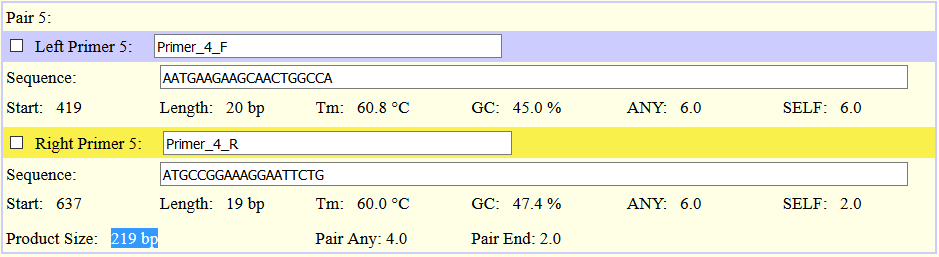 Pair 5:
Left Primer 5: Primer_4_F
Sequence: AATGAAGAAGCAACTGGCCA
Start: 419 Length: 20 bp Tm: 60.8 °C GC: 45.0 % ANY: 6.0 SELF: 6.0
Right Primer 5: Primer_4_R
Sequence: ATGCCGGAAAGGAATTCTG
Start: 637 Length: 19 bp Tm: 60.0 °C GC: 47.4 % ANY: 6.0 SELF: 2.0
Product Size: 219 bp Pair Any: 4.0 Pair End: 2.0